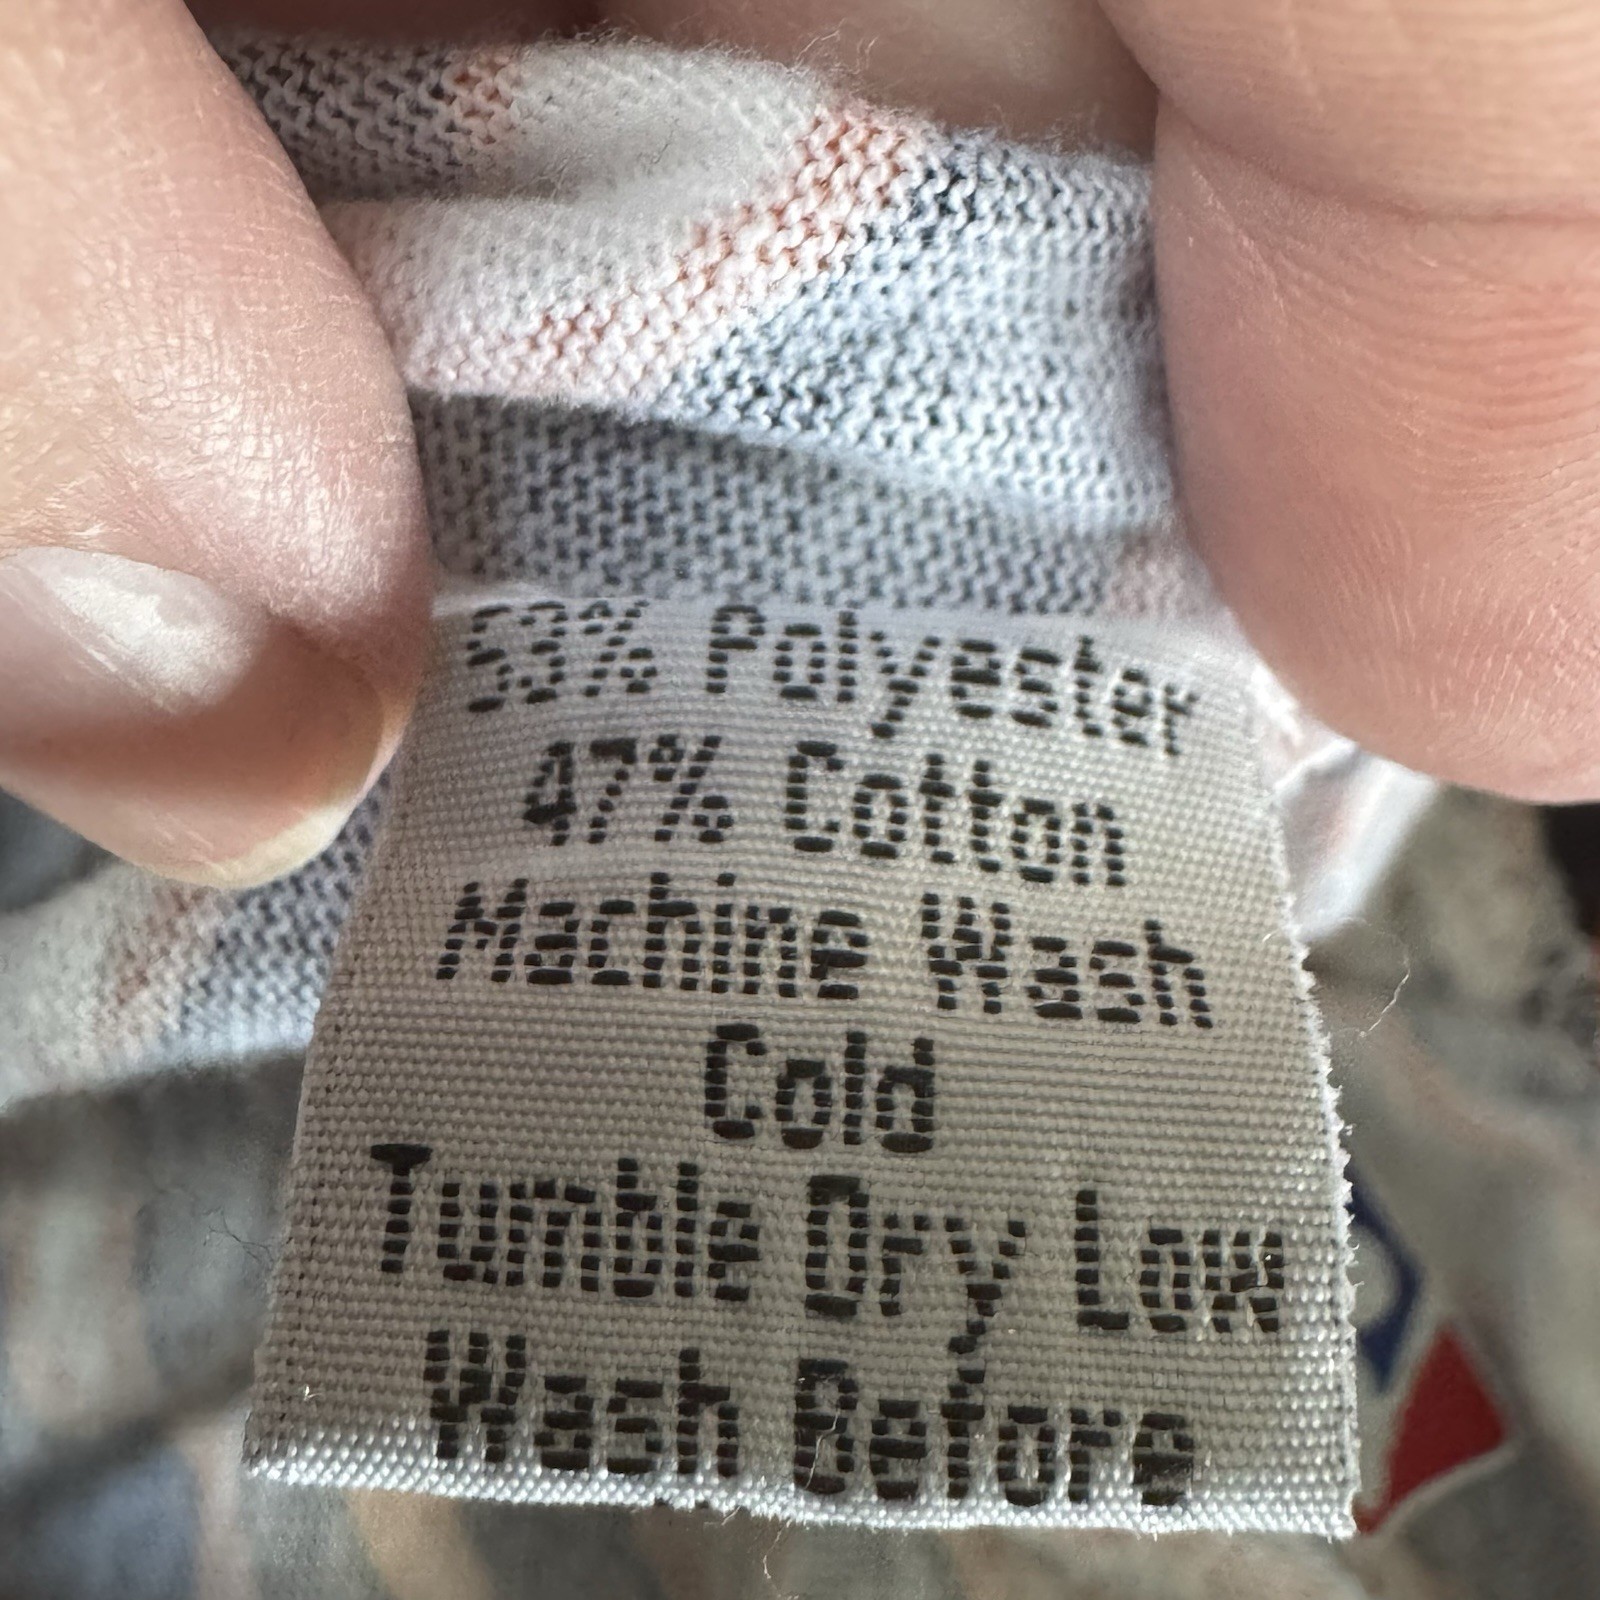 53% Polyester
47% Cotton
Machine Wash
Cold
Tumble Dry Low
Wash Before